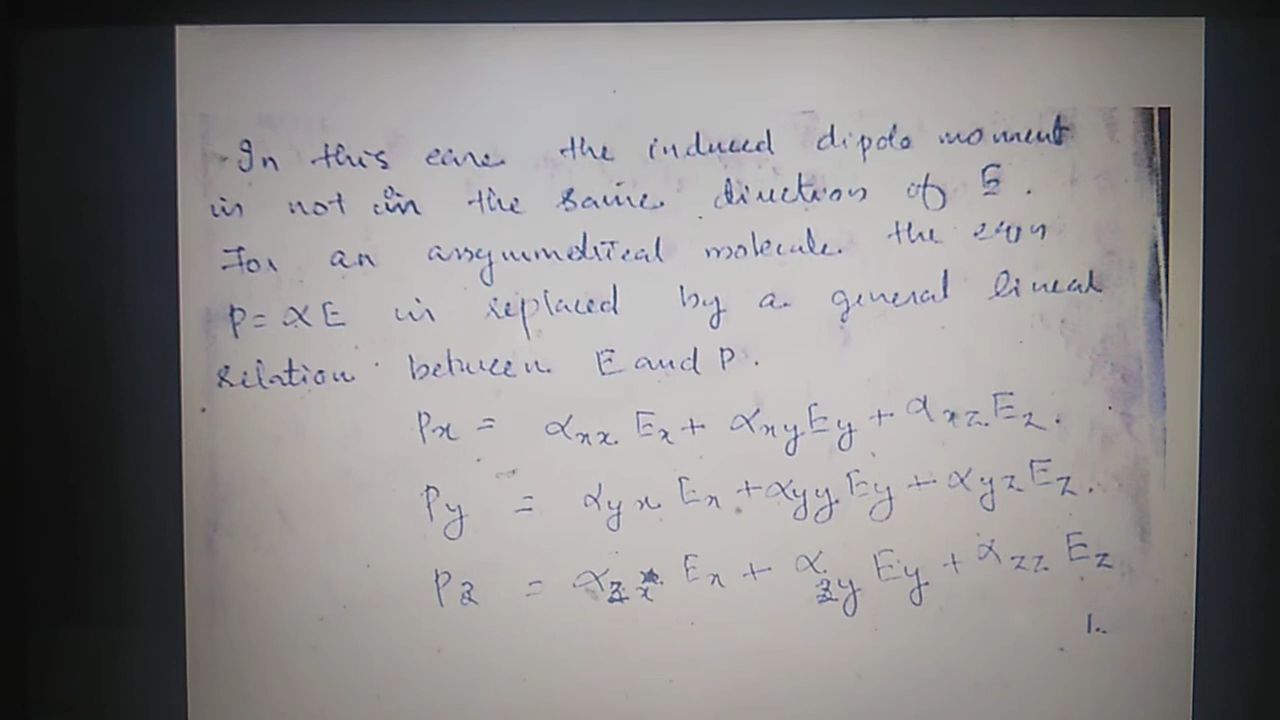 In this case the induced dipole moment
is not in the same direction of E.
For an assymmetrical molecule the eqn
P = αE is replaced by a general linear
relation between E and P.
Px = αxx Ex + αxy Ey + αxz Ez.
Py = αyx Ex + αyy Ey + αyz Ez.
Pz = αzx Ex + αzy Ey + αzz Ez
1..